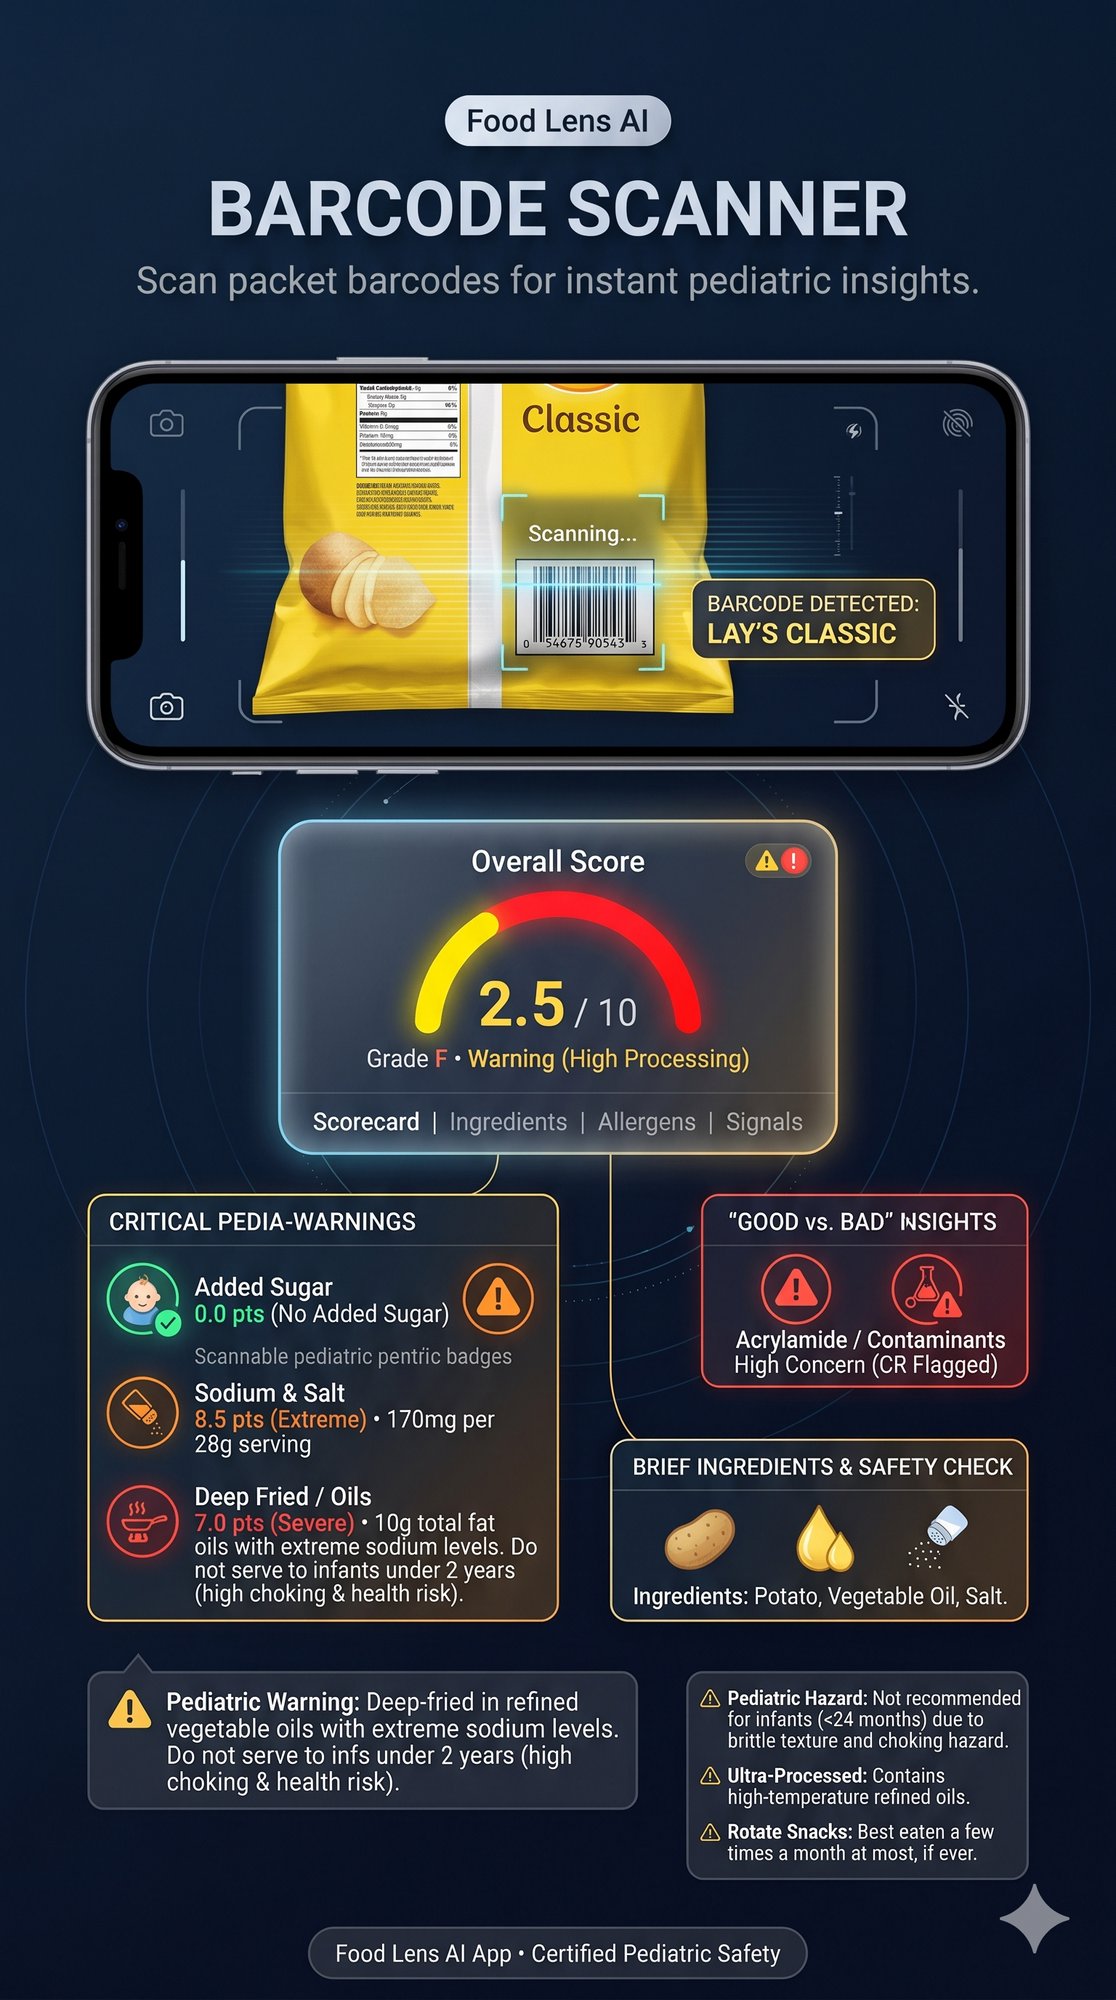 Food Lens AI
BARCODE SCANNER
Scan packet barcodes for instant pediatric insights.
6%
96%
0%
0%
6%
Classic
Scanning...
0 54675 90543 3
BARCODE DETECTED:
LAY'S CLASSIC
Overall Score
2.5 / 10
Grade F • Warning (High Processing)
Scorecard | Ingredients | Allergens | Signals
CRITICAL PEDIA-WARNINGS
Added Sugar
0.0 pts (No Added Sugar)
Scannable pediatric pentric badges
Sodium & Salt
8.5 pts (Extreme) • 170mg per
28g serving
Deep Fried / Oils
7.0 pts (Severe) • 10g total fat
oils with extreme sodium levels. Do
not serve to infants under 2 years
(high choking & health risk).
"GOOD vs. BAD" INSIGHTS
Acrylamide / Contaminants
High Concern (CR Flagged)
BRIEF INGREDIENTS & SAFETY CHECK
Ingredients: Potato, Vegetable Oil, Salt.
Pediatric Warning: Deep-fried in refined
vegetable oils with extreme sodium levels.
Do not serve to infs under 2 years (high
choking & health risk).
Pediatric Hazard: Not recommended
for infants (<24 months) due to
brittle texture and choking hazard.
Ultra-Processed: Contains
high-temperature refined oils.
Rotate Snacks: Best eaten a few
times a month at most, if ever.
Food Lens AI App • Certified Pediatric Safety